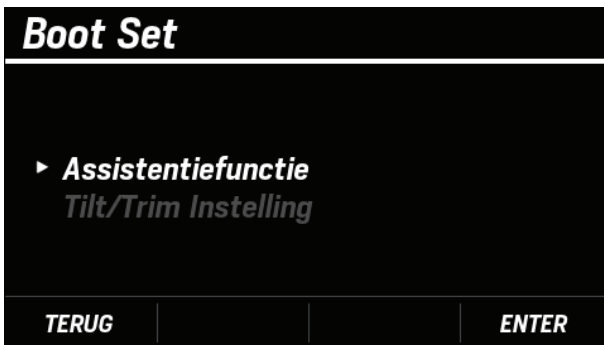 Boot Set
Assistentiefunctie
Tilt/Trim Instelling
TERUG ENTER